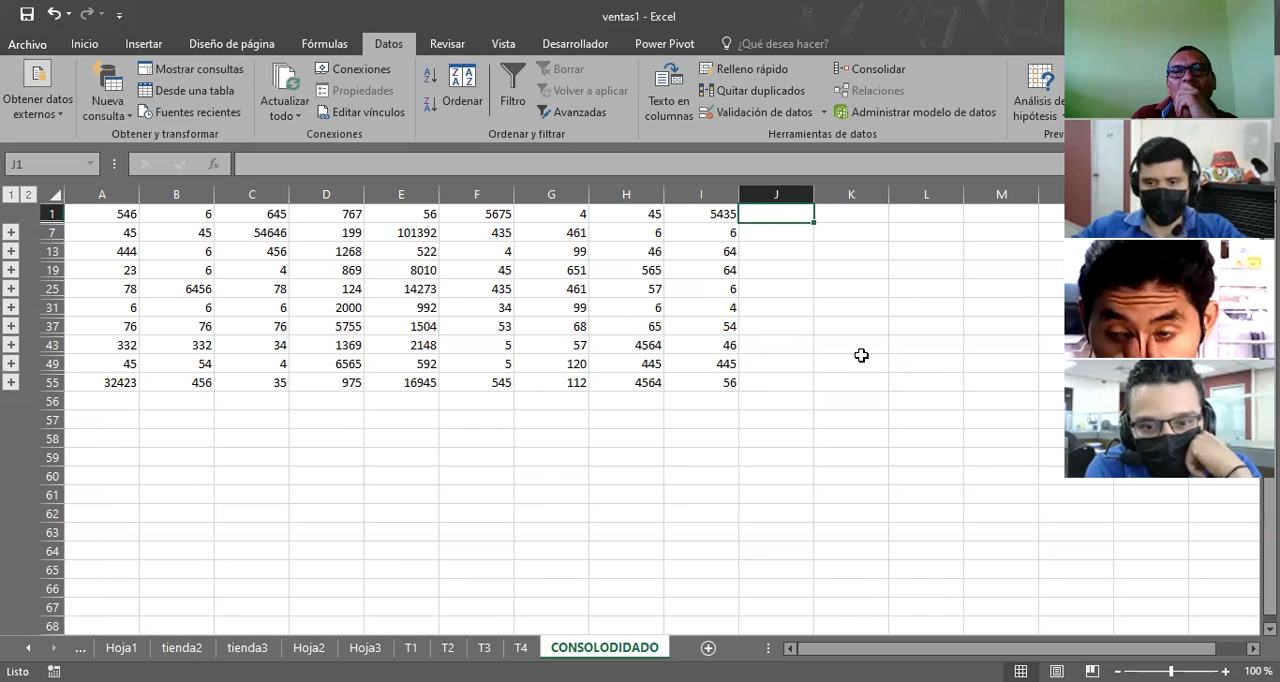 ventas1 - Excel
Archivo Inicio Insertar Diseño de página Fórmulas Datos Revisar Vista Desarrollador Power Pivot ¿Qué desea hacer?
Obtener datos externos
Nueva consulta
Mostrar consultas
Desde una tabla
Fuentes recientes
Obtener y transformar
Actualizar todo
Conexiones
Propiedades
Editar vínculos
Conexiones
Ordenar
Filtro
Borrar
Volver a aplicar
Avanzadas
Ordenar y filtrar
Texto en columnas
Relleno rápido
Quitar duplicados
Validación de datos
Consolidar
Relaciones
Administrar modelo de datos
Herramientas de datos
Análisis de hipótesis
Prev
J1 fx
1 2 A B C D E F G H I J K L M
1 546 6 645 767 56 5675 4 45 5435
7 45 45 54646 199 101392 435 461 6 6
13 444 6 456 1268 522 4 99 46 64
19 23 6 4 869 8010 45 651 565 64
25 78 6456 78 124 14273 435 461 57 6
31 6 6 6 2000 992 34 99 6 4
37 76 76 76 5755 1504 53 68 65 54
43 332 332 34 1369 2148 5 57 4564 46
49 45 54 4 6565 592 5 120 445 445
55 32423 456 35 975 16945 545 112 4564 56
56
57
58
59
60
61
62
63
64
65
66
67
68
... Hoja1 tienda2 tienda3 Hoja2 Hoja3 T1 T2 T3 T4 CONSOLODIDADO
Listo 100 %